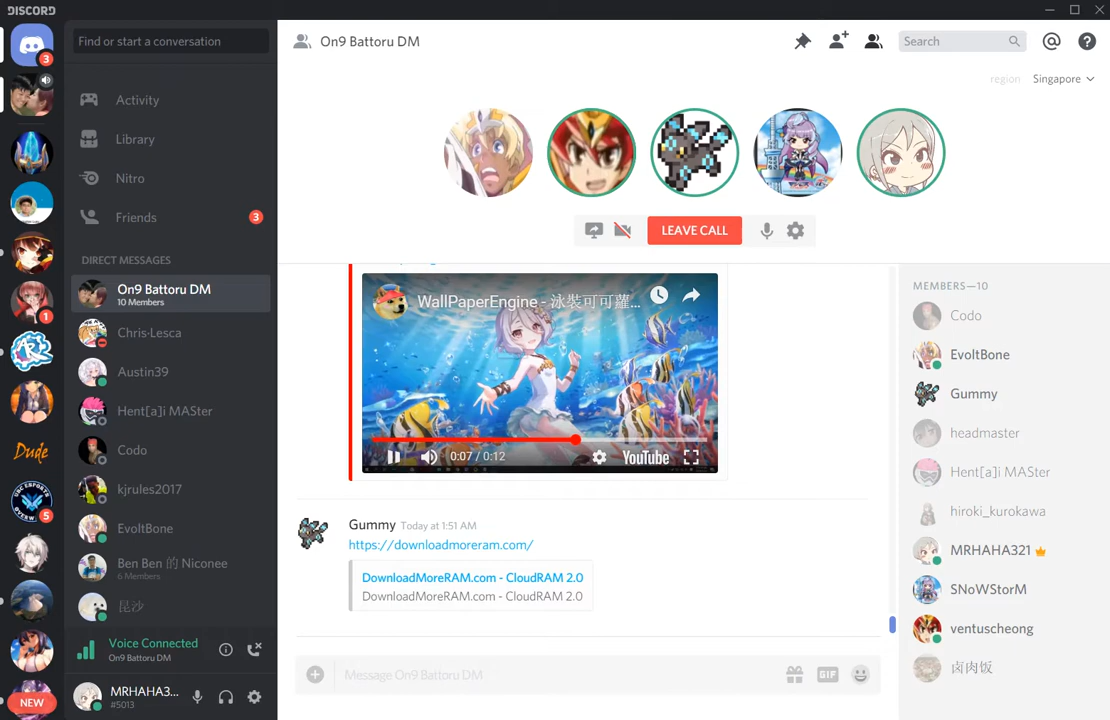 DISCORD
3
Dude
5
1
NEW
Find or start a conversation
Activity
Library
Nitro
Friends
3
DIRECT MESSAGES
On9 Battoru DM
10 Members
Chris·Lesca
Austin39
Hent[a]i MASter
Codo
kjrules2017
EvoltBone
Ben Ben 的 Niconee
6 Members
昆沙
Voice Connected
On9 Battoru DM
MRHAHA3...
#5013
On9 Battoru DM
Search
region Singapore
LEAVE CALL
WallPaperEngine - 泳裝可可蘿...
0:07 / 0:12
YouTube
Gummy Today at 1:51 AM
https://downloadmoreram.com/
DownloadMoreRAM.com - CloudRAM 2.0
DownloadMoreRAM.com - CloudRAM 2.0
Message On9 Battoru DM
GIF
MEMBERS—10
Codo
EvoltBone
Gummy
headmaster
Hent[a]i MASter
hiroki_kurokawa
MRHAHA321
SNoWStorM
ventuscheong
卤肉饭